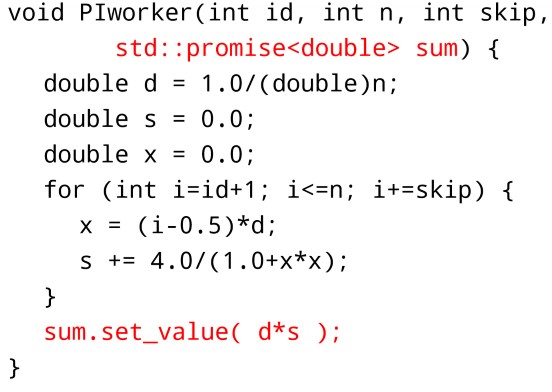 void PIworker(int id, int n, int skip,
std::promise<double> sum) {
double d = 1.0/(double)n;
double s = 0.0;
double x = 0.0;
for (int i=id+1; i<=n; i+=skip) {
x = (i-0.5)*d;
s += 4.0/(1.0+x*x);
}
sum.set_value( d*s );
}